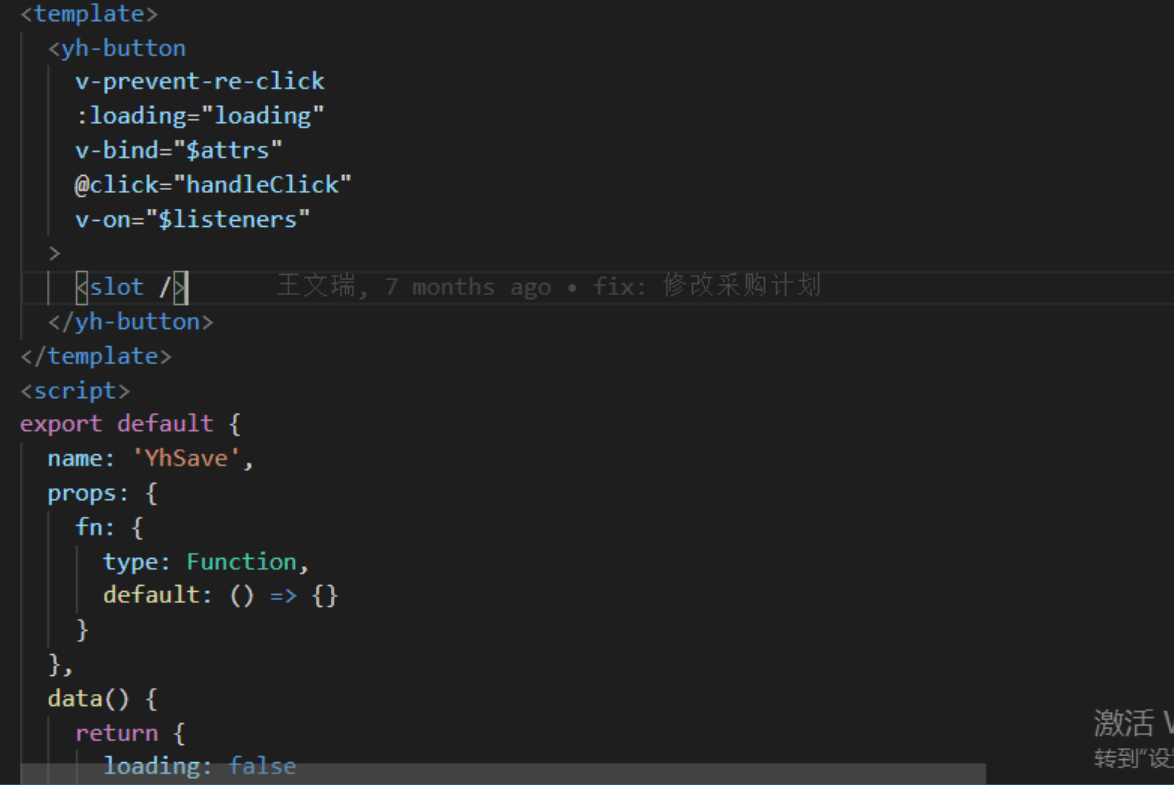 <template>
<yh-button
v-prevent-re-click
:loading="loading"
v-bind="$attrs"
@click="handleClick"
v-on="$listeners"
>
<slot /> 王文瑞, 7 months ago • fix: 修改采购计划
</yh-button>
</template>
<script>
export default {
name: 'YhSave',
props: {
fn: {
type: Function,
default: () => {}
}
},
data() {
return {
loading: false
激活
转到"设